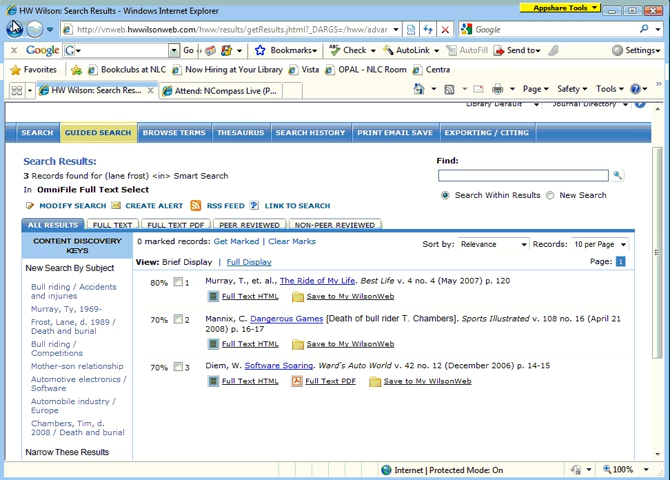 HW Wilson: Search Results - Windows Internet Explorer
Appshare Tools
http://vnweb.hwwilsonweb.com/hww/results/getResults.jhtml?_DARGS=/hww/advar
Google
Go
Bookmarks
Check
AutoLink
AutoFill
Send to
Settings
Favorites
Bookclubs at NLC
Now Hiring at Your Library
Vista
OPAL - NLC Room
Centra
HW Wilson: Search Res...
Attend: NCompass Live (P...
Page
Safety
Tools
Library Default
Journal Directory
SEARCH
GUIDED SEARCH
BROWSE TERMS
THESAURUS
SEARCH HISTORY
PRINT EMAIL SAVE
EXPORTING / CITING
Search Results:
Find:
3 Records found for (lane frost) <in> Smart Search
In OmniFile Full Text Select
Search Within Results
New Search
MODIFY SEARCH
CREATE ALERT
RSS FEED
LINK TO SEARCH
ALL RESULTS
FULL TEXT
FULL TEXT PDF
PEER REVIEWED
NON-PEER REVIEWED
CONTENT DISCOVERY
KEYS
0 marked records: Get Marked | Clear Marks
Sort by: Relevance
Records: 10 per Page
View: Brief Display | Full Display
Page: 1
New Search By Subject
Bull riding / Accidents
and injuries
Murray, Ty, 1969-
Frost, Lane, d. 1989 /
Death and burial
Bull riding /
Competitions
Mother-son relationship
Automotive electronics /
Software
Automobile industry /
Europe
Chambers, Tim, d.
2008 / Death and burial
Narrow These Results
80% 1 Murray, T., et. al., The Ride of My Life. Best Life v. 4 no. 4 (May 2007) p. 120
Full Text HTML
Save to My WilsonWeb
70% 2 Mannix, C. Dangerous Games [Death of bull rider T. Chambers]. Sports Illustrated v. 108 no. 16 (April 21
2008) p. 16-17
Full Text HTML
Save to My WilsonWeb
70% 3 Diem, W. Software Soaring. Ward's Auto World v. 42 no. 12 (December 2006) p. 14-15
Full Text HTML
Full Text PDF
Save to My WilsonWeb
Internet | Protected Mode: On
100%